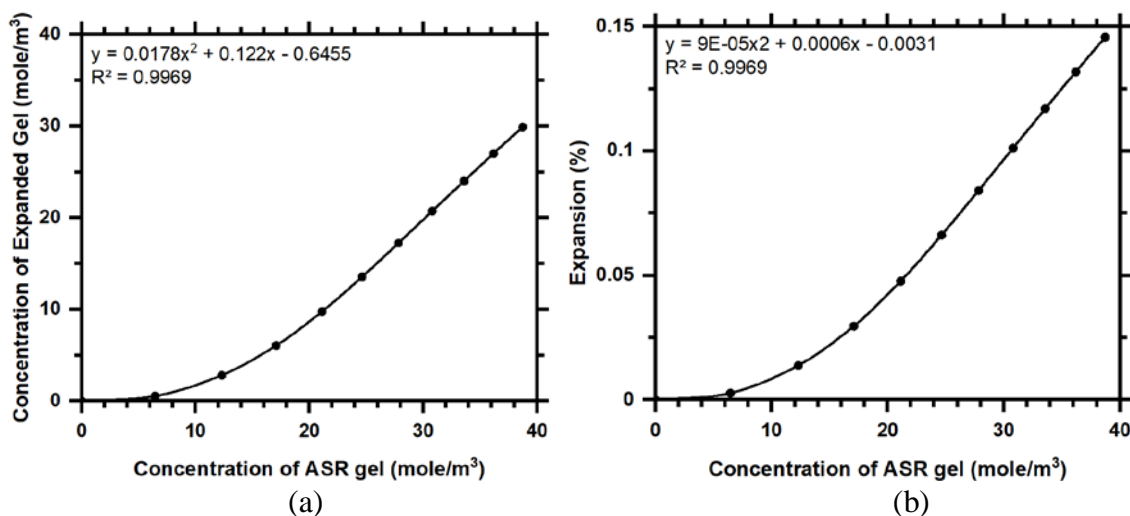 y = 0.0178x² + 0.122x - 0.6455
R² = 0.9969
40
30
20
10
0
Concentration of Expanded Gel (mole/m³)
0
10
20
30
40
Concentration of ASR gel (mole/m³)
(a)
y = 9E-05x2 + 0.0006x - 0.0031
R² = 0.9969
0.15
0.1
0.05
0
Expansion (%)
0
10
20
30
40
Concentration of ASR gel (mole/m³)
(b)